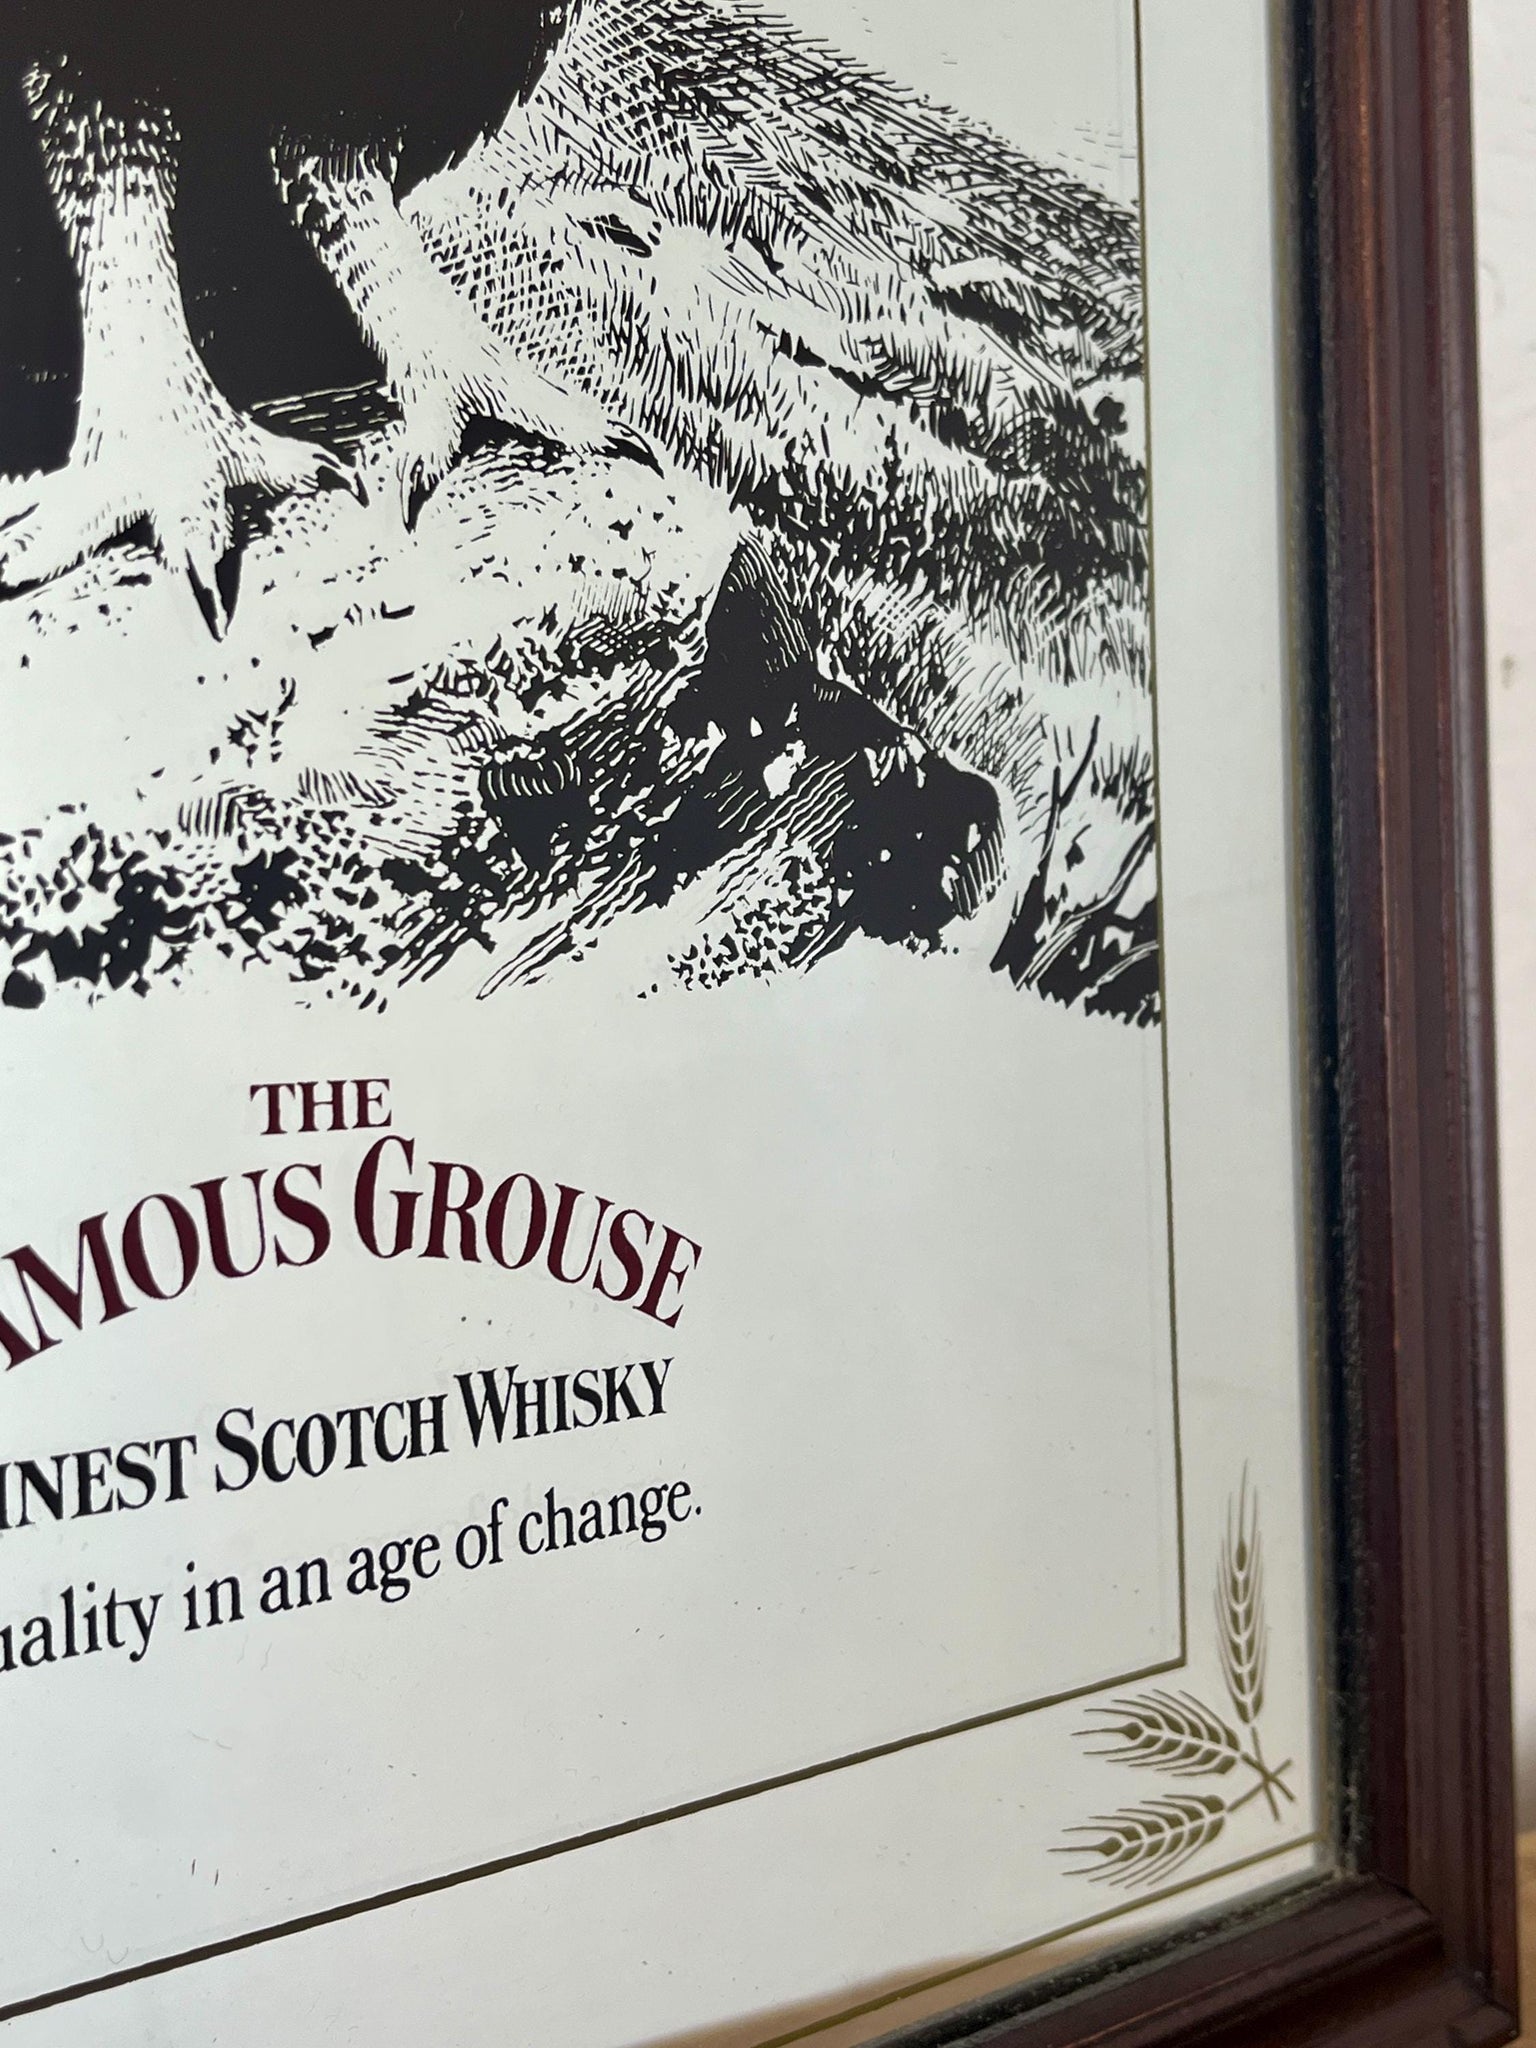 THE
AMOUS GROUSE
INEST SCOTCH WHISKY
uality in an age of change.